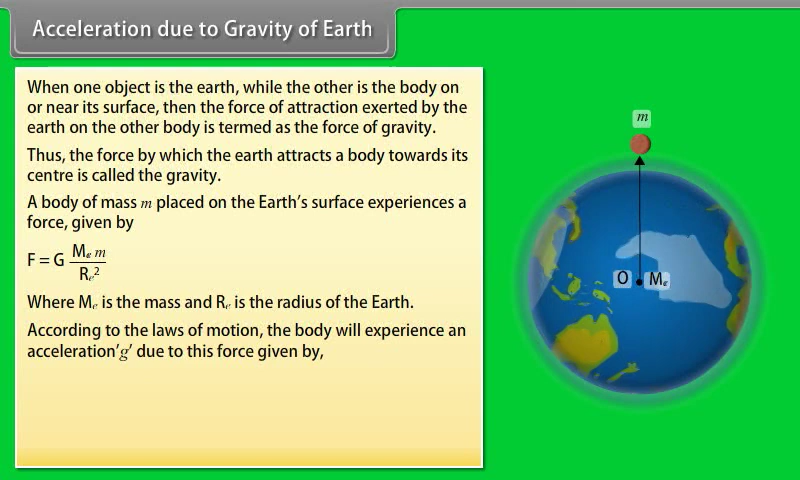 Acceleration due to Gravity of Earth
When one object is the earth, while the other is the body on
or near its surface, then the force of attraction exerted by the
earth on the other body is termed as the force of gravity.
Thus, the force by which the earth attracts a body towards its
centre is called the gravity.
A body of mass m placed on the Earth's surface experiences a
force, given by
F = G Mₑ m / Rₑ²
Where Mₑ is the mass and Rₑ is the radius of the Earth.
According to the laws of motion, the body will experience an
acceleration'g' due to this force given by,
m
O Mₑ